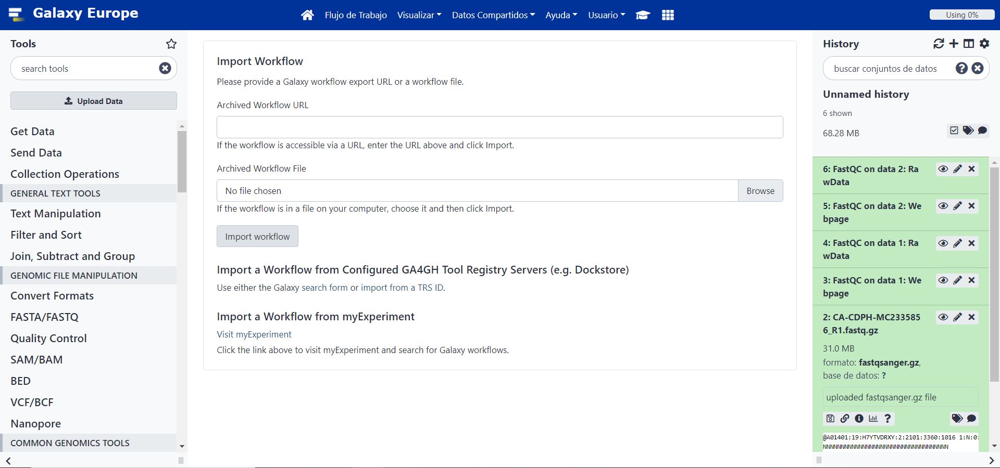 Galaxy Europe
Flujo de Trabajo
Visualizar
Datos Compartidos
Ayuda
Usuario
Using 0%
Tools
search tools
Upload Data
Get Data
Send Data
Collection Operations
GENERAL TEXT TOOLS
Text Manipulation
Filter and Sort
Join, Subtract and Group
GENOMIC FILE MANIPULATION
Convert Formats
FASTA/FASTQ
Quality Control
SAM/BAM
BED
VCF/BCF
Nanopore
COMMON GENOMICS TOOLS
Import Workflow
Please provide a Galaxy workflow export URL or a workflow file.
Archived Workflow URL
If the workflow is accessible via a URL, enter the URL above and click Import.
Archived Workflow File
No file chosen
Browse
If the workflow is in a file on your computer, choose it and then click Import.
Import workflow
Import a Workflow from Configured GA4GH Tool Registry Servers (e.g. Dockstore)
Use either the Galaxy search form or import from a TRS ID.
Import a Workflow from myExperiment
Visit myExperiment
Click the link above to visit myExperiment and search for Galaxy workflows.
History
buscar conjuntos de datos
Unnamed history
6 shown
68.28 MB
6: FastQC on data 2: Ra
wData
5: FastQC on data 2: We
bpage
4: FastQC on data 1: Ra
wData
3: FastQC on data 1: We
bpage
2: CA-CDPH-MC233585
6_R1.fastq.gz
31.0 MB
formato: fastqsanger.gz,
base de datos: ?
uploaded fastqsanger.gz file
@A01401:19:H7YTVDRXY:2:2101:3360:1016 1:N:0:
NNNNNNNNNNNNNNNNNNNNNNNNNNNNNNNNNNN